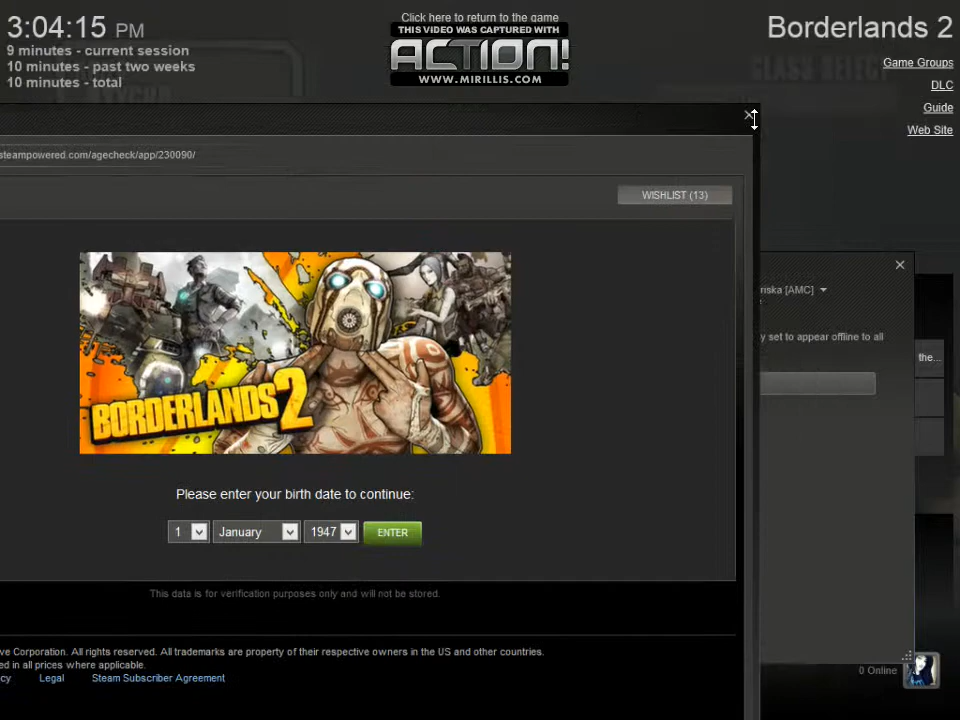 3:04:15 PM
9 minutes - current session
10 minutes - past two weeks
10 minutes - total
Click here to return to the game
THIS VIDEO WAS CAPTURED WITH
ACTION!
WWW.MIRILLIS.COM
Borderlands 2
Game Groups
DLC
Guide
Web Site
CLASS SELECT
steampowered.com/agecheck/app/230090/
WISHLIST (13)
BORDERLANDS 2
riska [AMC]
y set to appear offline to all
the...
Please enter your birth date to continue:
1 January 1947 ENTER
This data is for verification purposes only and will not be stored.
ve Corporation. All rights reserved. All trademarks are property of their respective owners in the US and other countries.
ed in all prices where applicable.
cy Legal Steam Subscriber Agreement
0 Online